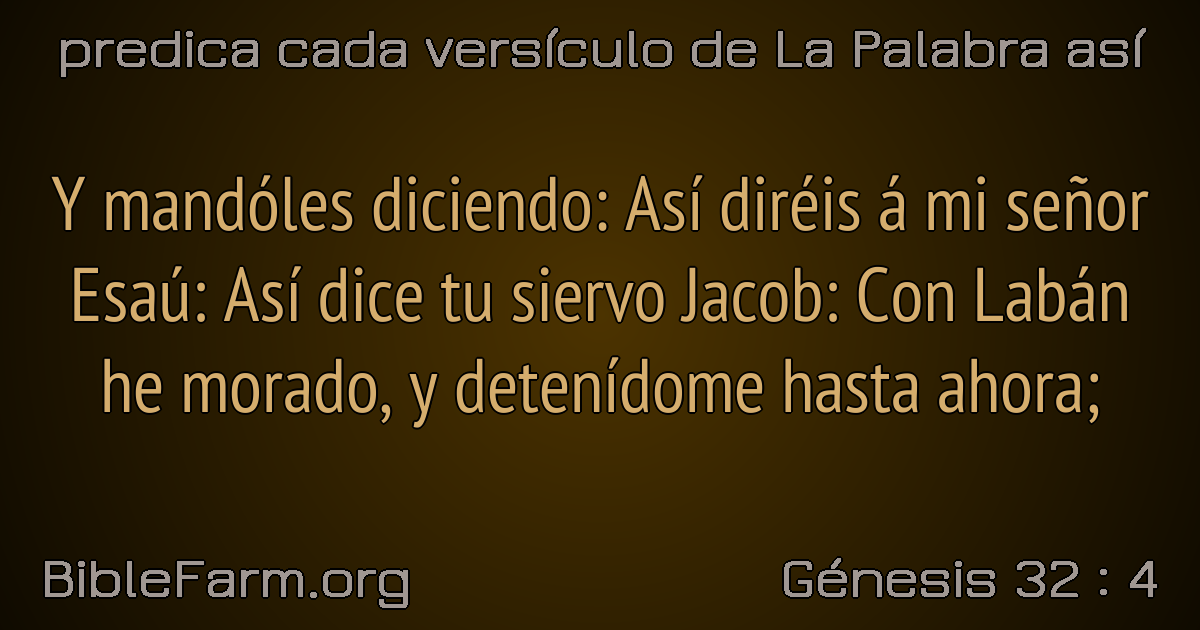 predica cada versículo de La Palabra así
Y mandóles diciendo: Así diréis á mi señor
Esaú: Así dice tu siervo Jacob: Con Labán
he morado, y detenídome hasta ahora;
BibleFarm.org
Génesis 32 : 4